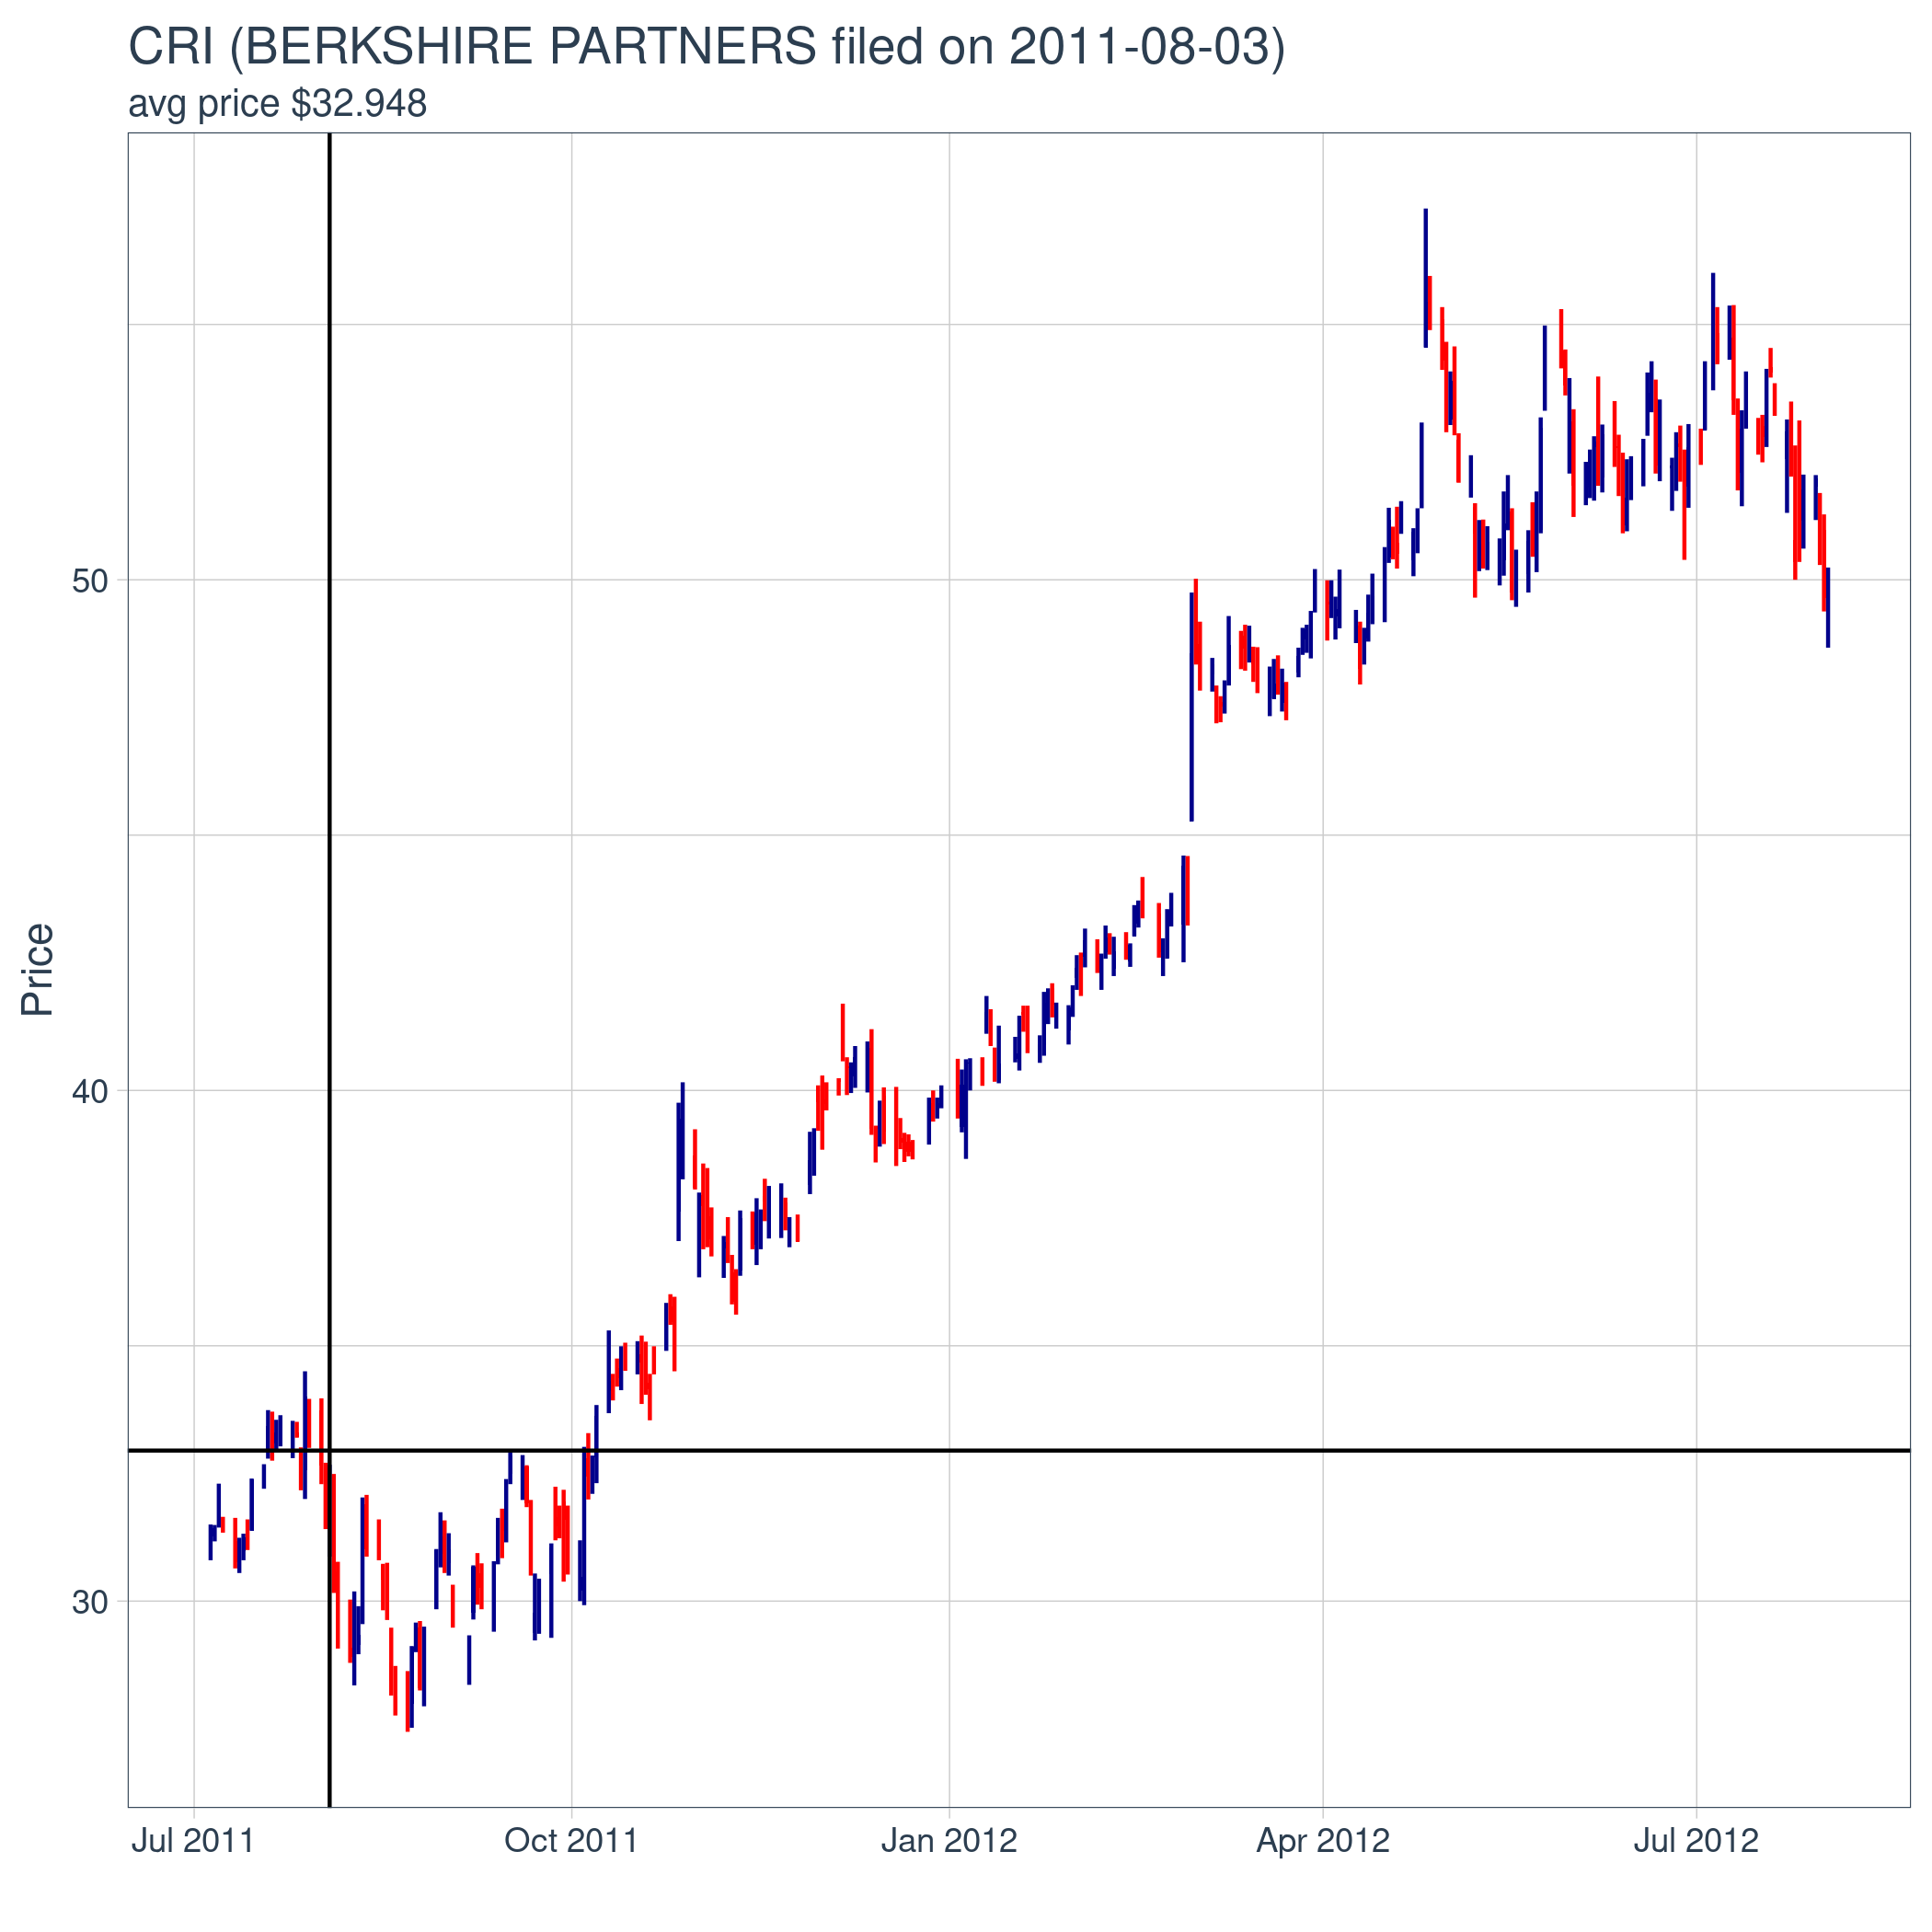 CRI (BERKSHIRE PARTNERS filed on 2011-08-03)
avg price $32.948
Price
50
40
30
Jul 2011
Oct 2011
Jan 2012
Apr 2012
Jul 2012